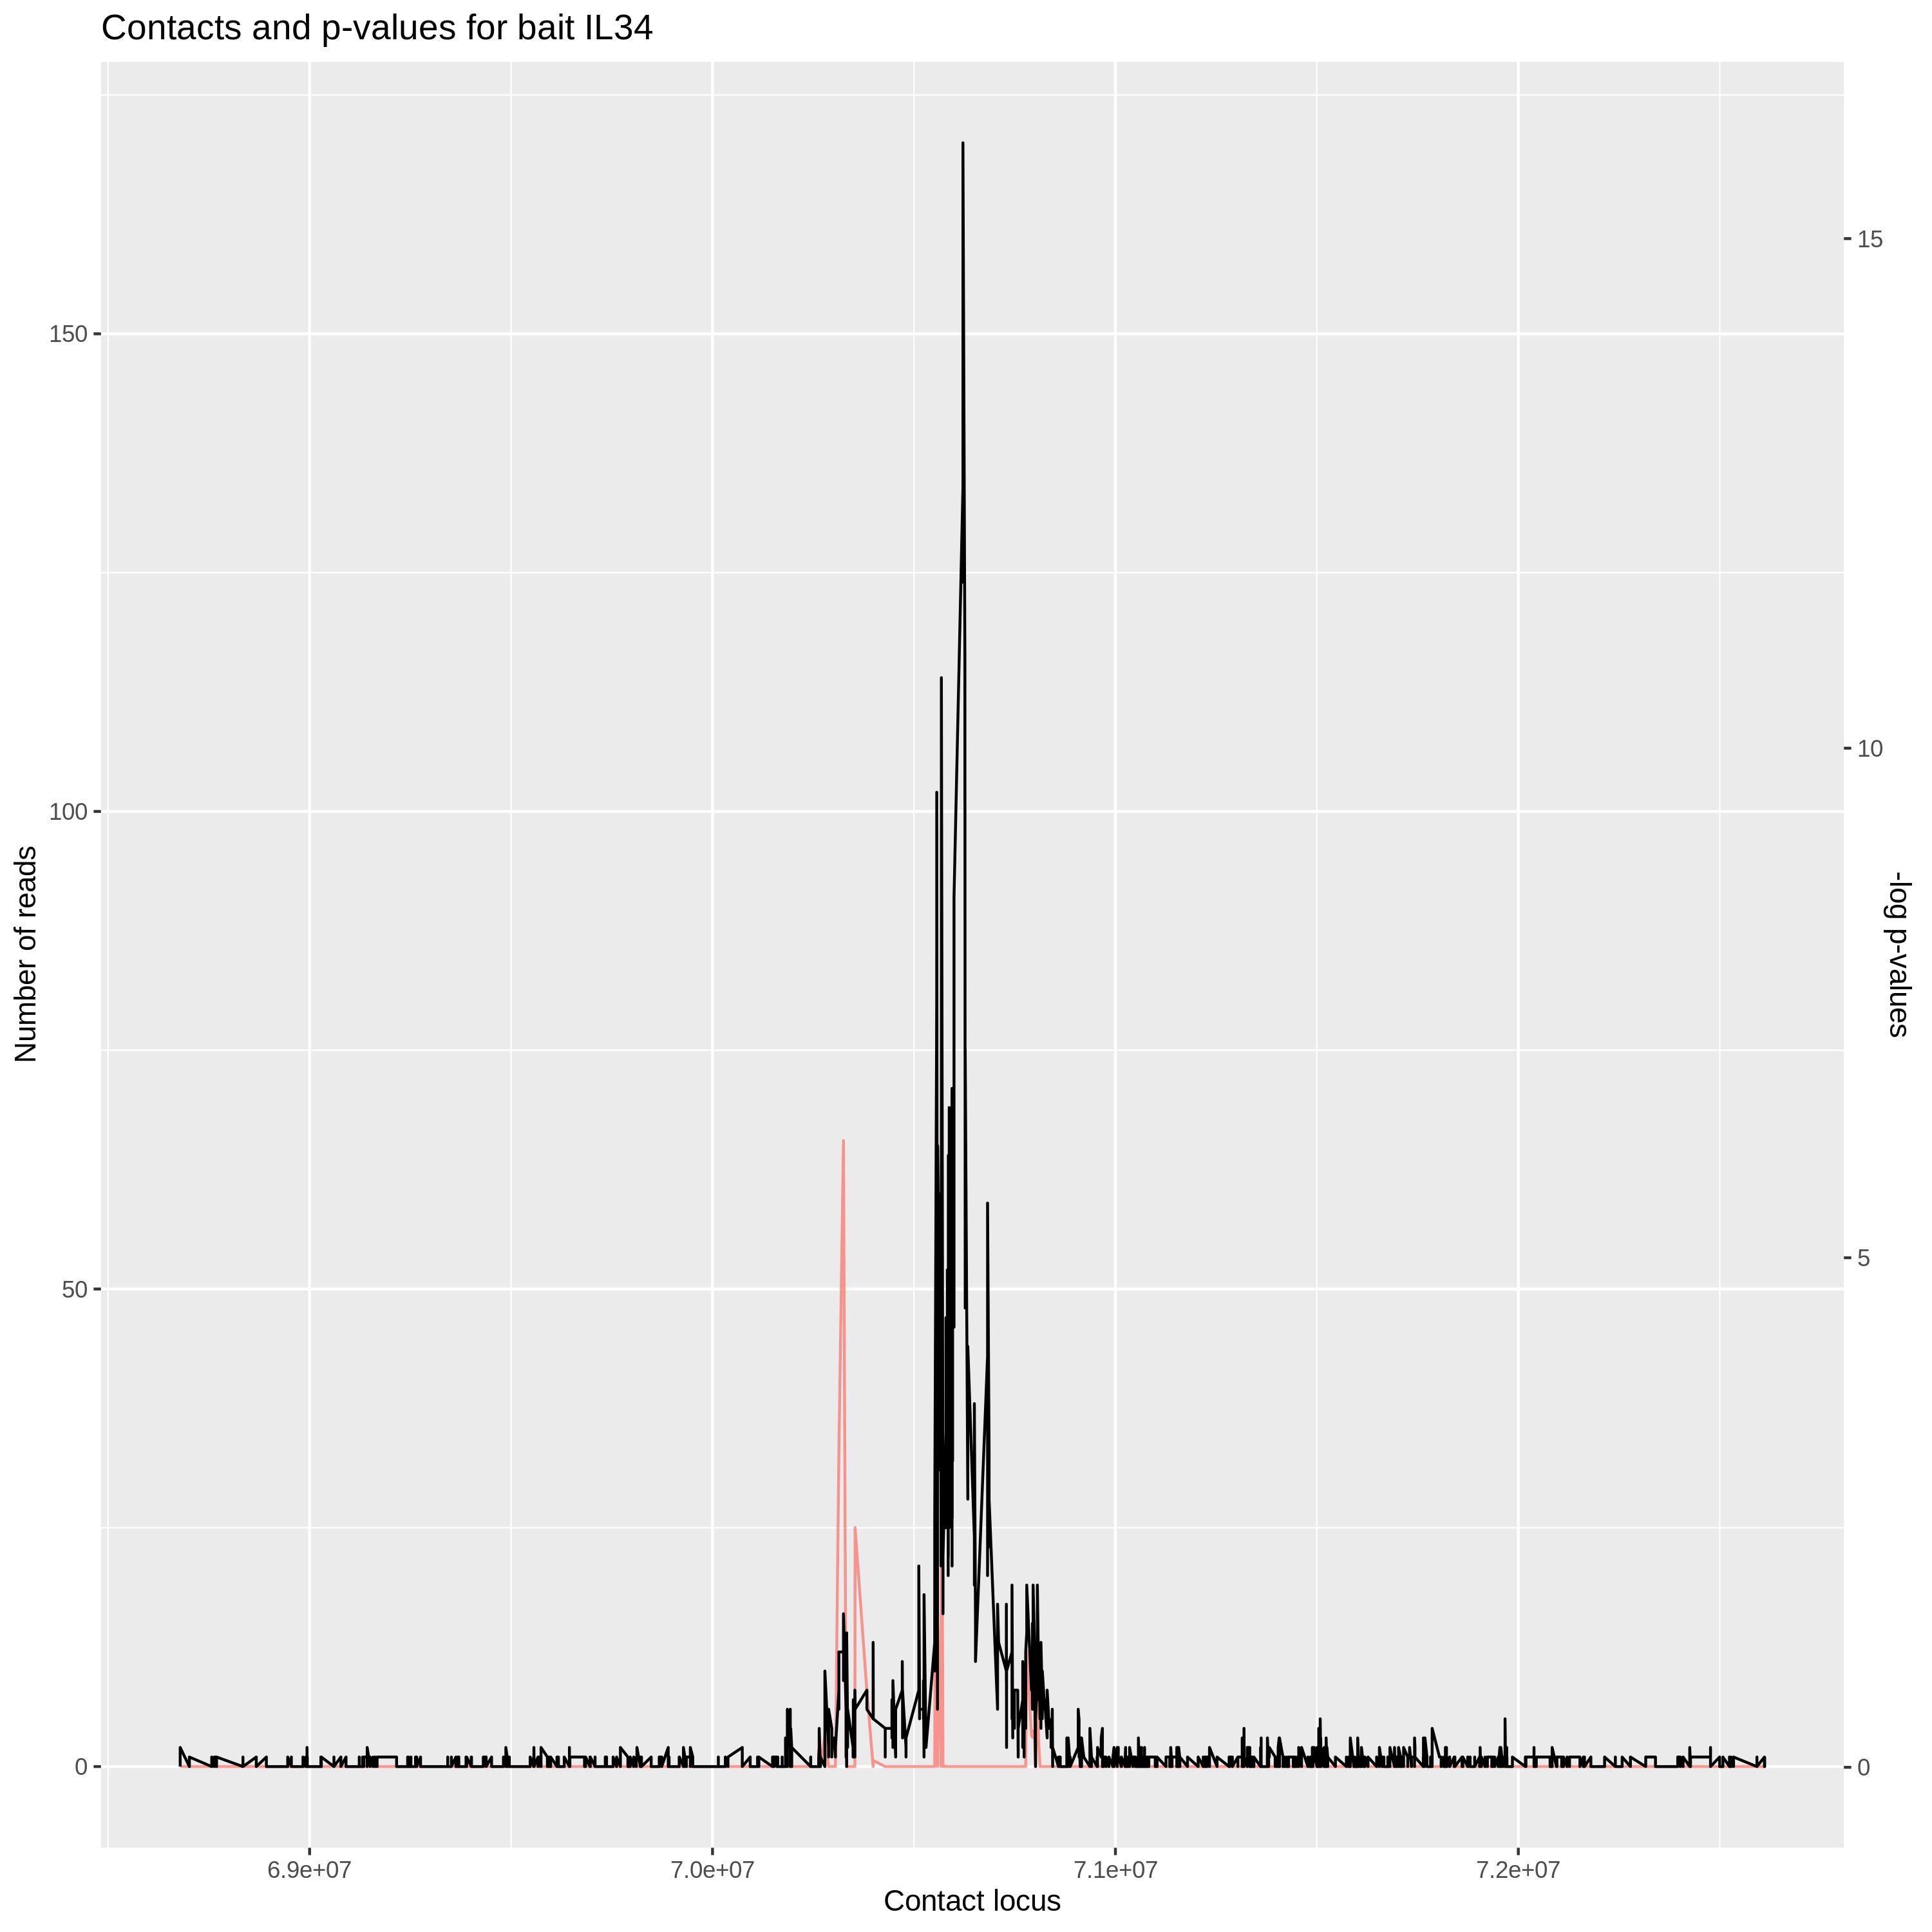 Contacts and p-values for bait IL34
150
100
50
0
Number of reads
15
10
5
0
-log p-values
6.9e+07
7.0e+07
7.1e+07
7.2e+07
Contact locus